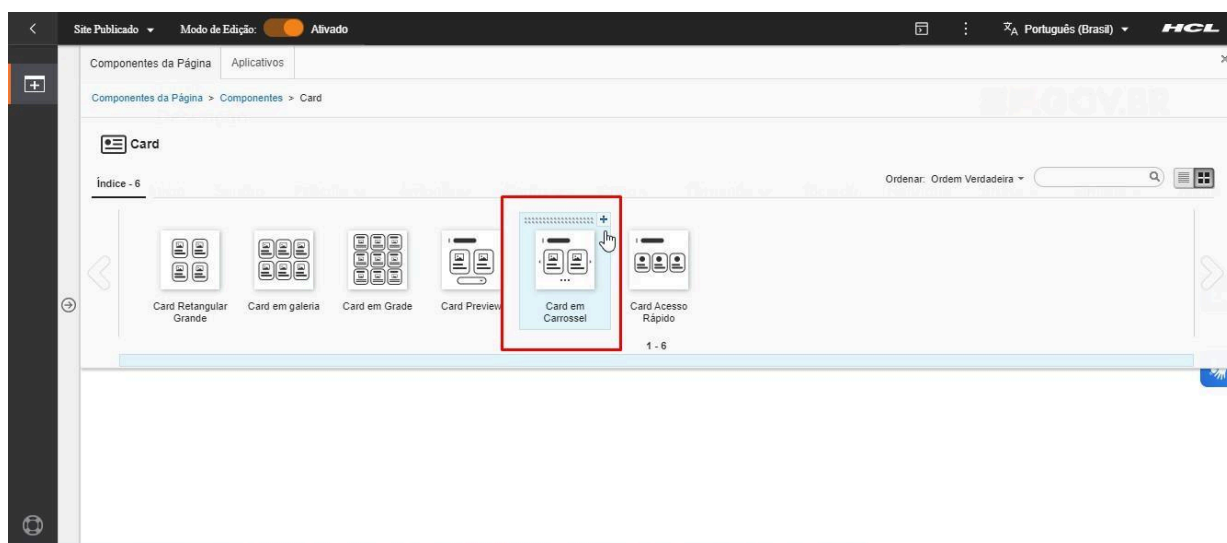 Site Publicado
Modo de Edição:
Ativado
Português (Brasil)
HCL
Componentes da Página
Aplicativos
Componentes da Página > Componentes > Card
GOV.BR
Card
Índice - 6
Ordenar: Ordem Verdadeira
Card Retangular
Grande
Card em galeria
Card em Grade
Card Preview
Card em
Carrossel
Card Acesso
Rápido
1 - 6